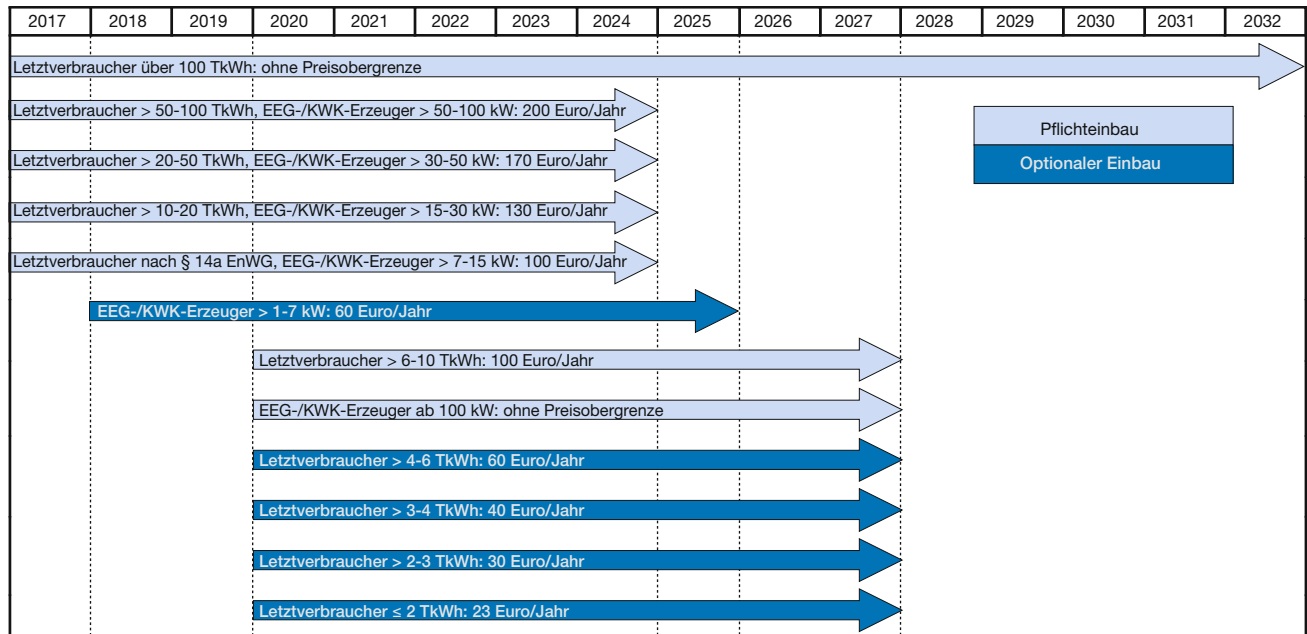 2017 2018 2019 2020 2021 2022 2023 2024 2025 2026 2027 2028 2029 2030 2031 2032
Letztverbraucher über 100 TkWh: ohne Preisobergrenze
Letztverbraucher > 50-100 TkWh, EEG-/KWK-Erzeuger > 50-100 kW: 200 Euro/Jahr
Pflichteinbau
Letztverbraucher > 20-50 TkWh, EEG-/KWK-Erzeuger > 30-50 kW: 170 Euro/Jahr
Optionaler Einbau
Letztverbraucher > 10-20 TkWh, EEG-/KWK-Erzeuger > 15-30 kW: 130 Euro/Jahr
Letztverbraucher nach § 14a EnWG, EEG-/KWK-Erzeuger > 7-15 kW: 100 Euro/Jahr
EEG-/KWK-Erzeuger > 1-7 kW: 60 Euro/Jahr
Letztverbraucher > 6-10 TkWh: 100 Euro/Jahr
EEG-/KWK-Erzeuger ab 100 kW: ohne Preisobergrenze
Letztverbraucher > 4-6 TkWh: 60 Euro/Jahr
Letztverbraucher > 3-4 TkWh: 40 Euro/Jahr
Letztverbraucher > 2-3 TkWh: 30 Euro/Jahr
Letztverbraucher ≤ 2 TkWh: 23 Euro/Jahr